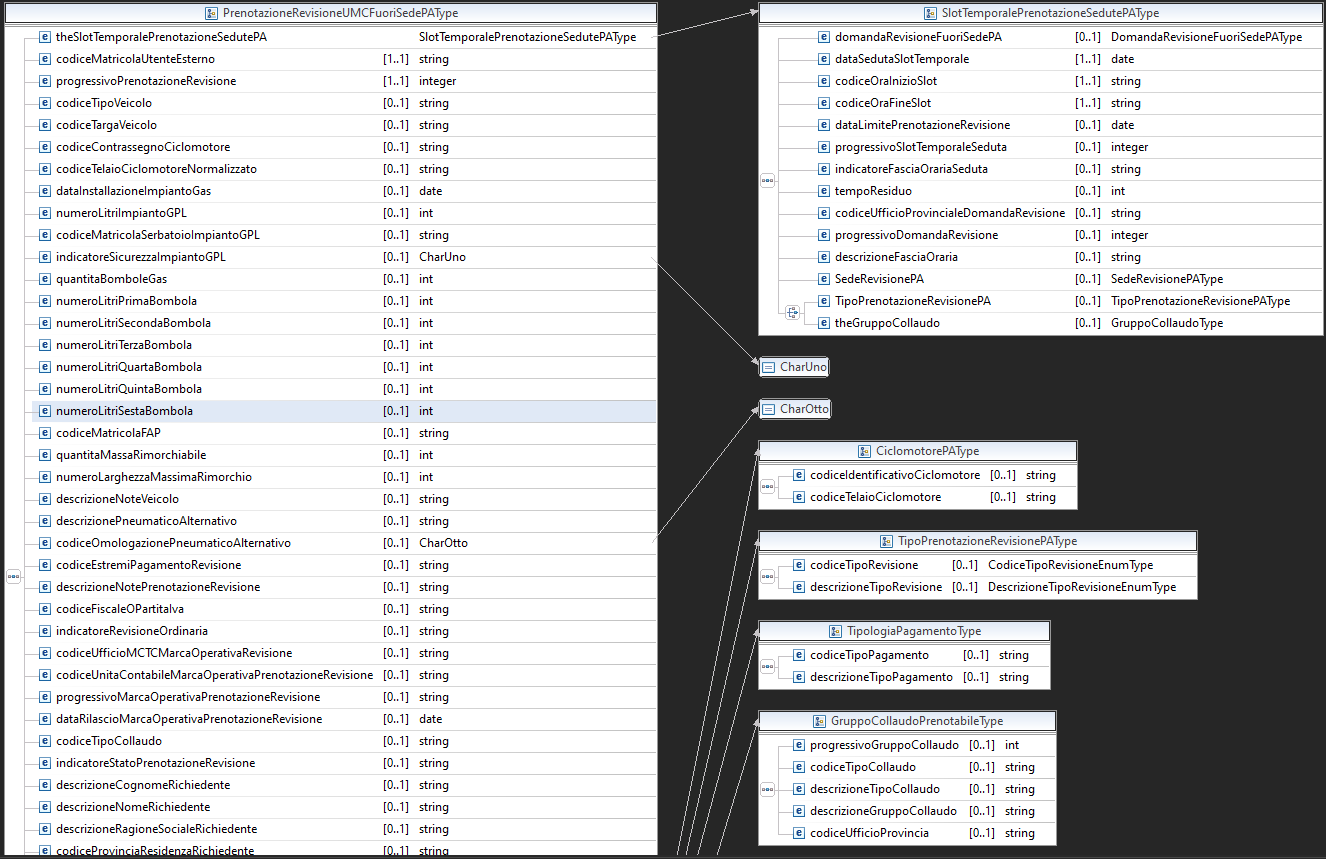 PrenotazioneRevisioneUMCFuoriSedePAType
theSlotTemporalePrenotazioneSedutePA SlotTemporalePrenotazioneSedutePAType
codiceMatricolaUtenteEsterno [1..1] string
progressivoPrenotazioneRevisione [1..1] integer
codiceTipoVeicolo [0..1] string
codiceTargaVeicolo [0..1] string
codiceContrassegnoCiclomotore [0..1] string
codiceTelaioCiclomotoreNormalizzato [0..1] string
dataInstallazioneImpiantoGas [0..1] date
numeroLitriImpiantoGPL [0..1] int
codiceMatricolaSerbatoioImpiantoGPL [0..1] string
indicatoreSicurezzaImpiantoGPL [0..1] CharUno
quantitaBomboleGas [0..1] int
numeroLitriPrimaBombola [0..1] int
numeroLitriSecondaBombola [0..1] int
numeroLitriTerzaBombola [0..1] int
numeroLitriQuartaBombola [0..1] int
numeroLitriQuintaBombola [0..1] int
numeroLitriSestaBombola [0..1] int
codiceMatricolaFAP [0..1] string
quantitaMassaRimorchiabile [0..1] int
numeroLarghezzaMassimaRimorchio [0..1] int
descrizioneNoteVeicolo [0..1] string
descrizionePneumaticoAlternativo [0..1] string
codiceOmologazionePneumaticoAlternativo [0..1] CharOtto
codiceEstremiPagamentoRevisione [0..1] string
descrizioneNotePrenotazioneRevisione [0..1] string
codiceFiscaleOPartitaIva [0..1] string
indicatoreRevisioneOrdinaria [0..1] string
codiceUfficioMCTCMarcaOperativaRevisione [0..1] string
codiceUnitaContabileMarcaOperativaPrenotazioneRevisione [0..1] string
progressivoMarcaOperativaPrenotazioneRevisione [0..1] string
dataRilascioMarcaOperativaPrenotazioneRevisione [0..1] date
codiceTipoCollaudo [0..1] string
indicatoreStatoPrenotazioneRevisione [0..1] string
descrizioneCognomeRichiedente [0..1] string
descrizioneNomeRichiedente [0..1] string
descrizioneRagioneSocialeRichiedente [0..1] string
codiceProvinciaResidenzaRichiedente [0..1] string
SlotTemporalePrenotazioneSedutePAType
domandaRevisioneFuoriSedePA [0..1] DomandaRevisioneFuoriSedePAType
dataSedutaSlotTemporale [1..1] date
codiceOraInizioSlot [1..1] string
codiceOraFineSlot [1..1] string
dataLimitePrenotazioneRevisione [0..1] date
progressivoSlotTemporaleSeduta [0..1] integer
indicatoreFasciaOrariaSeduta [0..1] string
tempoResiduo [0..1] int
codiceUfficioProvincialeDomandaRevisione [0..1] string
progressivoDomandaRevisione [0..1] integer
descrizioneFasciaOraria [0..1] string
SedeRevisionePA [0..1] SedeRevisionePAType
TipoPrenotazioneRevisionePA [0..1] TipoPrenotazioneRevisionePAType
theGruppoCollaudo [0..1] GruppoCollaudoType
CharUno
CharOtto
CiclomotorePAType
codiceIdentificativoCiclomotore [0..1] string
codiceTelaioCiclomotore [0..1] string
TipoPrenotazioneRevisionePAType
codiceTipoRevisione [0..1] CodiceTipoRevisioneEnumType
descrizioneTipoRevisione [0..1] DescrizioneTipoRevisioneEnumType
TipologiaPagamentoType
codiceTipoPagamento [0..1] string
descrizioneTipoPagamento [0..1] string
GruppoCollaudoPrenotabileType
progressivoGruppoCollaudo [0..1] int
codiceTipoCollaudo [0..1] string
descrizioneTipoCollaudo [0..1] string
descrizioneGruppoCollaudo [0..1] string
codiceUfficioProvincia [0..1] string